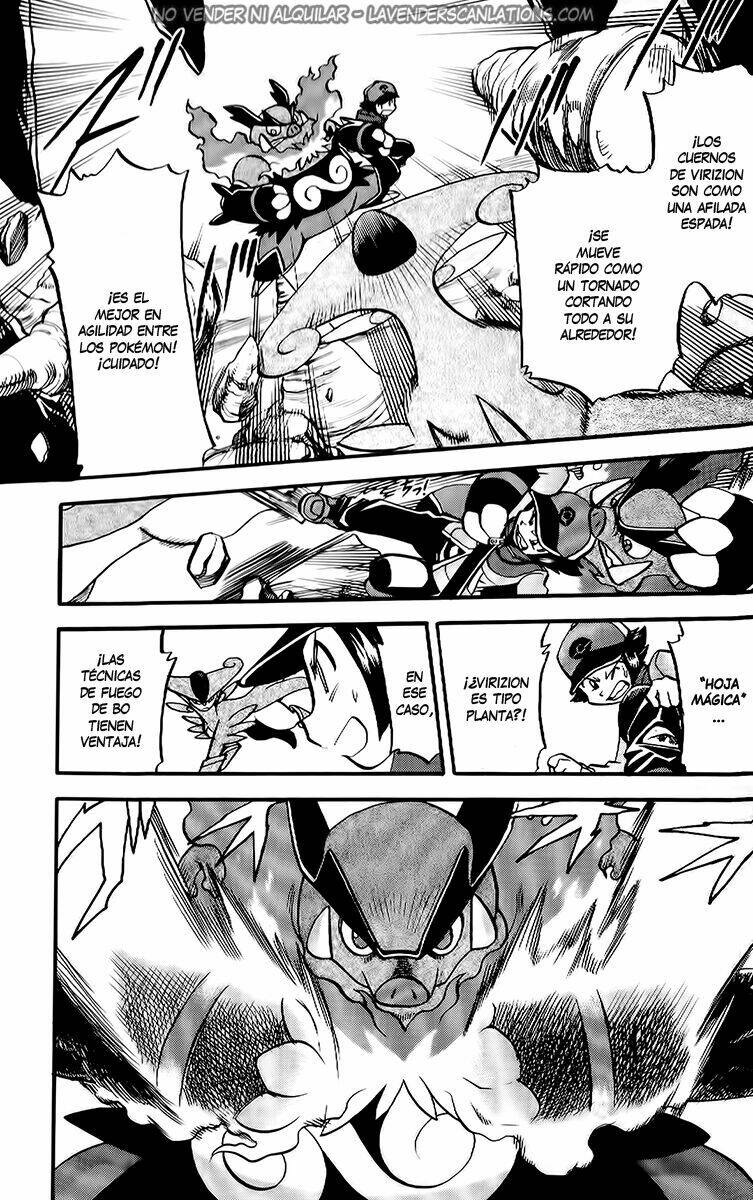 NO VENDER NI ALQUILAR - LAVENDERSCANLATIONS.COM
¡LOS
CUERNOS
DE VIRIZION
SON COMO
UNA AFILADA
ESPADA!
¡SE
MUEVE
RÁPIDO COMO
UN TORNADO
CORTANDO
TODO A SU
ALREDEDOR!
¡ES EL
MEJOR EN
AGILIDAD ENTRE
LOS POKÉMON!
¡CUIDADO!
"HOJA
MÁGICA"
...
¡¿VIRIZION
ES TIPO
PLANTA?!
EN
ESE
CASO,
¡LAS
TÉCNICAS
DE FUEGO
DE BO
TIENEN
VENTAJA!